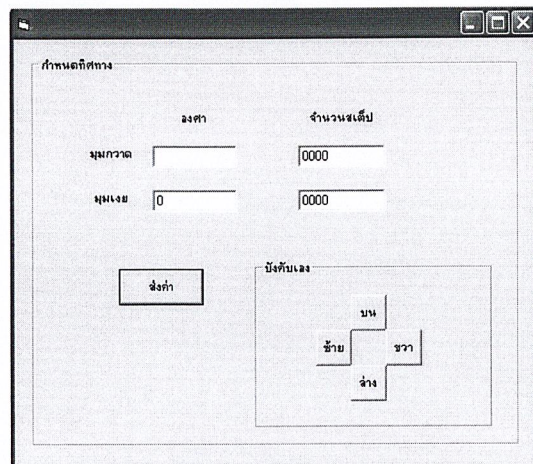 กำหนดทิศทาง
องศา จำนวนสเต็ป
มุมกวาด 0000
มุมเงย 0 0000
ส่งค่า
บังคับเอง
บน
ซ้าย ขวา
ล่าง